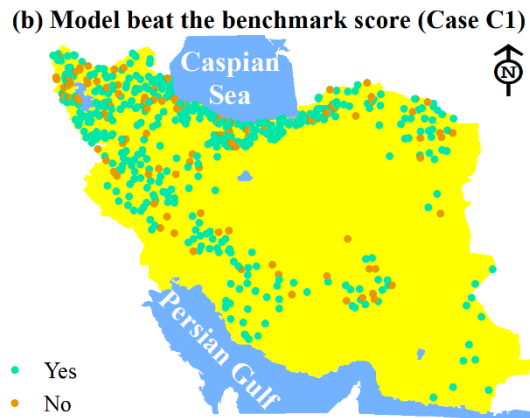 (b) Model beat the benchmark score (Case C1)
Caspian
Sea
N
Persian Gulf
Yes
No